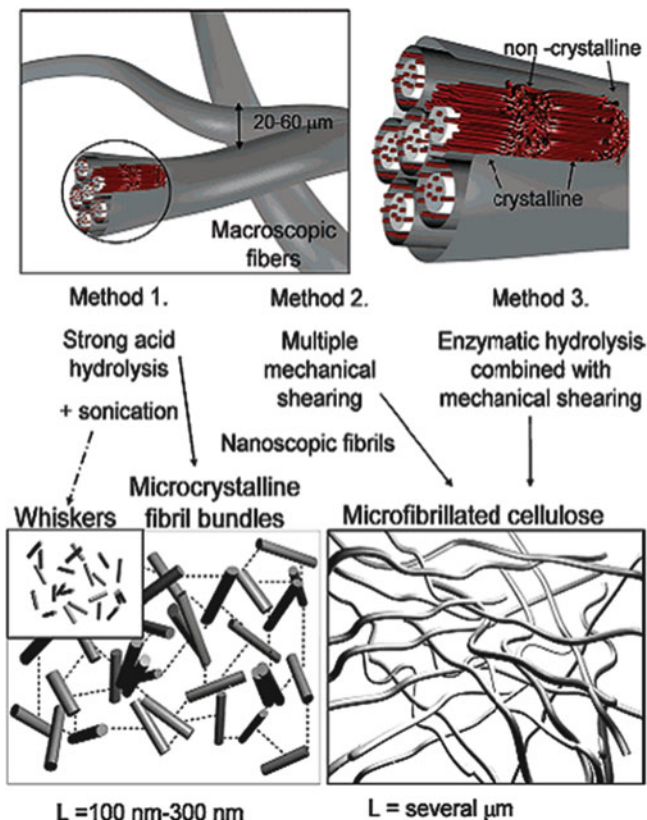 20-60 μm
Macroscopic
fibers
non -crystalline
crystalline
Method 1.
Strong acid
hydrolysis
+ sonication
Method 2.
Multiple
mechanical
shearing
Method 3.
Enzymatic hydrolysis
combined with
mechanical shearing
Nanoscopic fibrils
Whiskers
Microcrystalline
fibril bundles
Microfibrillated cellulose
L =100 nm-300 nm
L = several μm